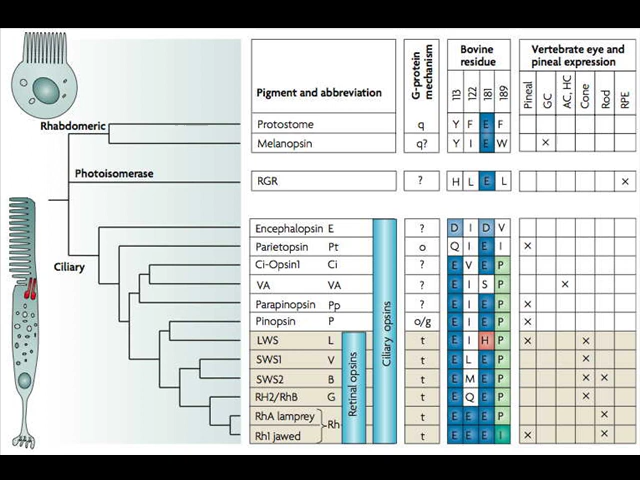 Pigment and abbreviation G-protein mechanism Bovine residue Vertebrate eye and pineal expression
113 122 181 189 Pineal GC AC, HC Cone Rod RPE
Rhabdomeric
Protostome q Y F E F
Melanopsin q? Y I E W ×
Photoisomerase
RGR ? H L E L ×
Ciliary
Encephalopsin E ? D I D V
Parietopsin Pt o Q I E I ×
Ci-Opsin1 Ci ? E V E P
VA VA ? E I S P ×
Parapinopsin Pp ? E I E P ×
Pinopsin P o/g E I E P ×
LWS L t E I H P × ×
SWS1 V t E L E P ×
SWS2 B t E M E P × ×
RH2/RhB G t E Q E P ×
RhA lamprey t E E E P ×
Rh
Rh1 jawed t E E E I × ×
Retinal opsins
Ciliary opsins